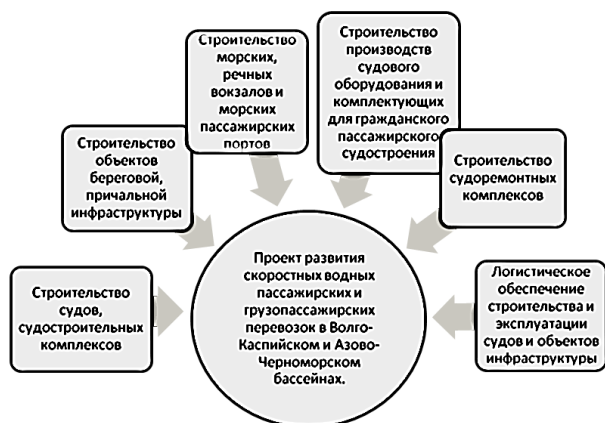 Строительство
судов,
судостроительных
комплексов
Строительство
объектов
береговой,
причальной
инфраструктуры
Строительство
морских,
речных
вокзалов и
морских
пассажирских
портов
Строительство
производств
судового
оборудования и
комплектующих
для гражданского
пассажирского
судостроения
Строительство
судоремонтных
комплексов
Логистическое
обеспечение
строительства и
эксплуатации
судов и объектов
инфраструктуры
Проект развития
скоростных водных
пассажирских и
грузопассажирских
перевозок в Волго-
Каспийском и Азово-
Черноморском
бассейнах.